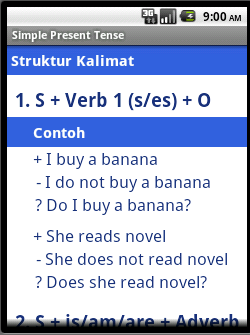 3G
9:00 AM
Simple Present Tense
Struktur Kalimat
1. S + Verb 1 (s/es) + O
Contoh
+ I buy a banana
- I do not buy a banana
? Do I buy a banana?
+ She reads novel
- She does not read novel
? Does she read novel?
2. S + is/am/are + Adverb